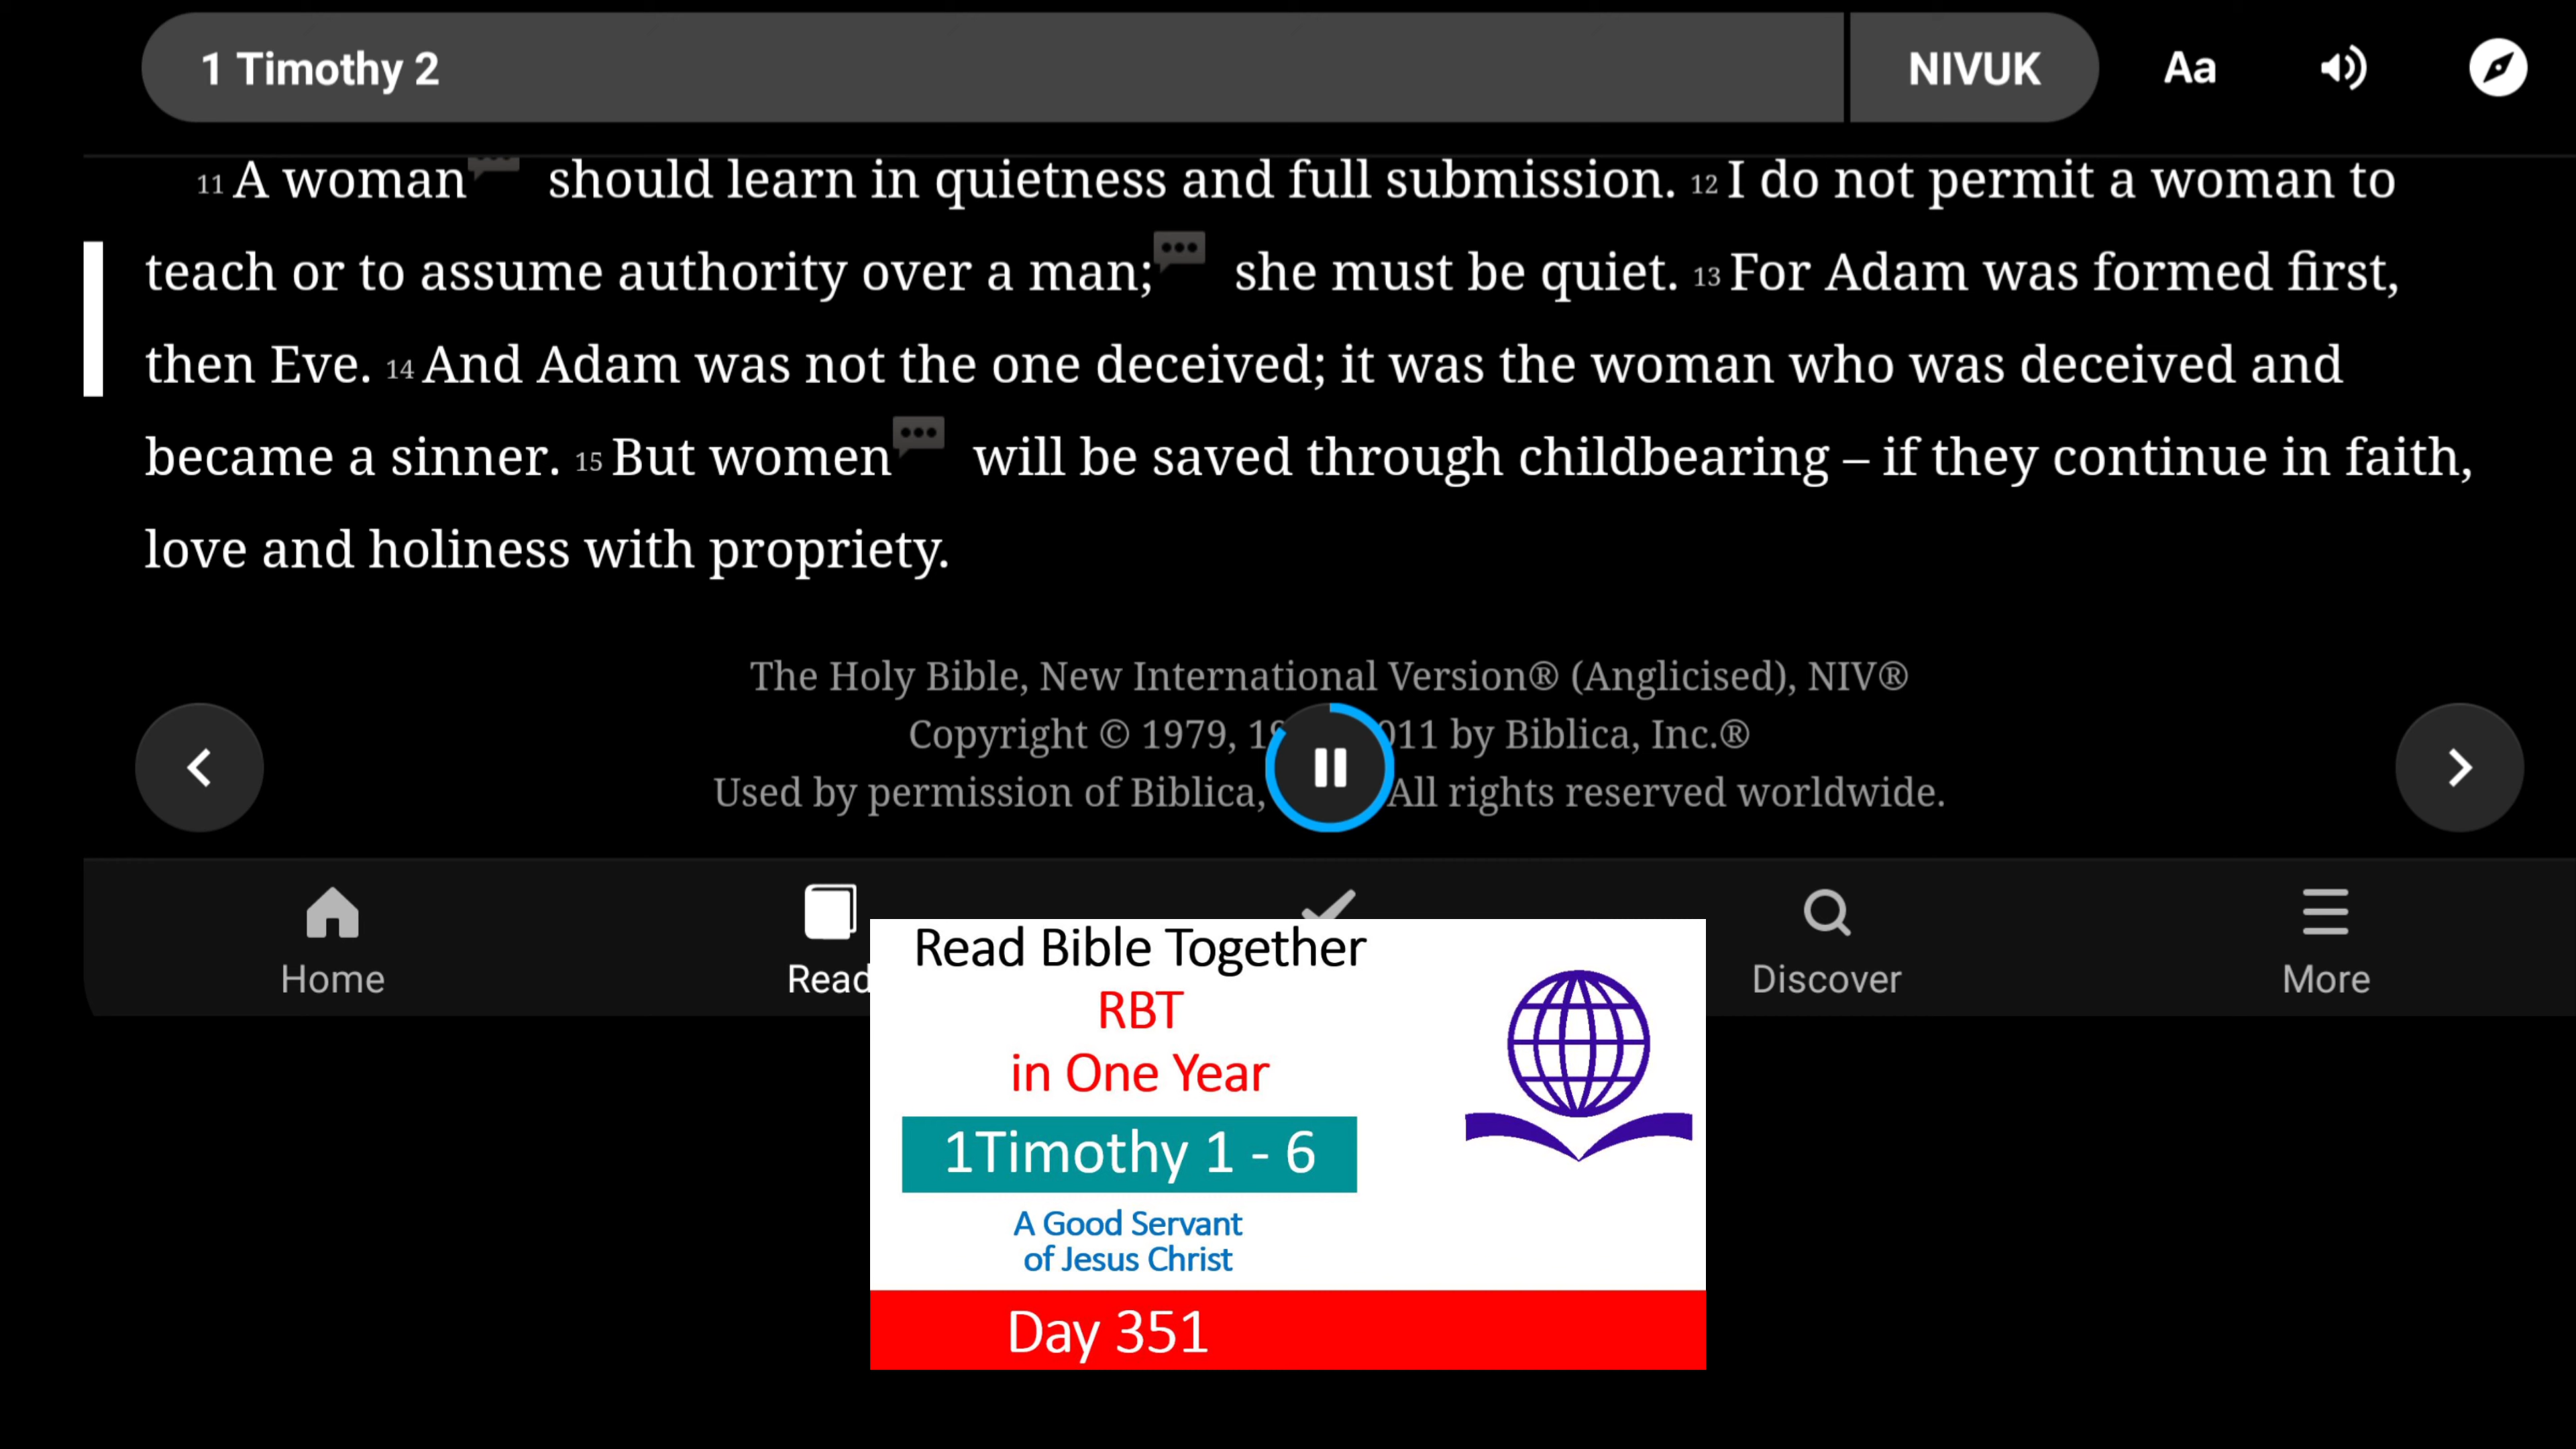 1 Timothy 2
NIVUK
Aa
11 A woman should learn in quietness and full submission. 12 I do not permit a woman to
teach or to assume authority over a man; she must be quiet. 13 For Adam was formed first,
then Eve. 14 And Adam was not the one deceived; it was the woman who was deceived and
became a sinner. 15 But women will be saved through childbearing – if they continue in faith,
love and holiness with propriety.
The Holy Bible, New International Version® (Anglicised), NIV®
Copyright © 1979, 011 by Biblica, Inc.®
Used by permission of Biblica, All rights reserved worldwide.
Home
Read
Discover
More
Read Bible Together
RBT
in One Year
1Timothy 1 - 6
A Good Servant
of Jesus Christ
Day 351